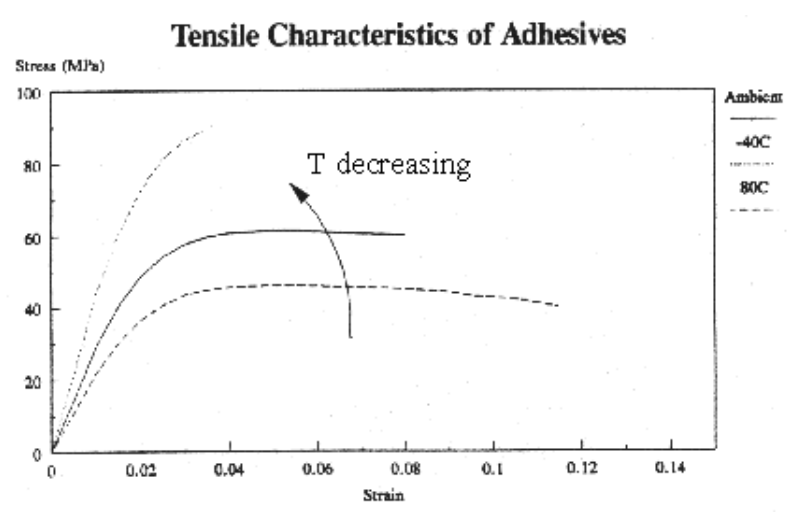 Tensile Characteristics of Adhesives
Stress (MPa)
100
80
60
40
20
0
T decreasing
Ambient
-40C
80C
0 0.02 0.04 0.06 0.08 0.1 0.12 0.14
Strain